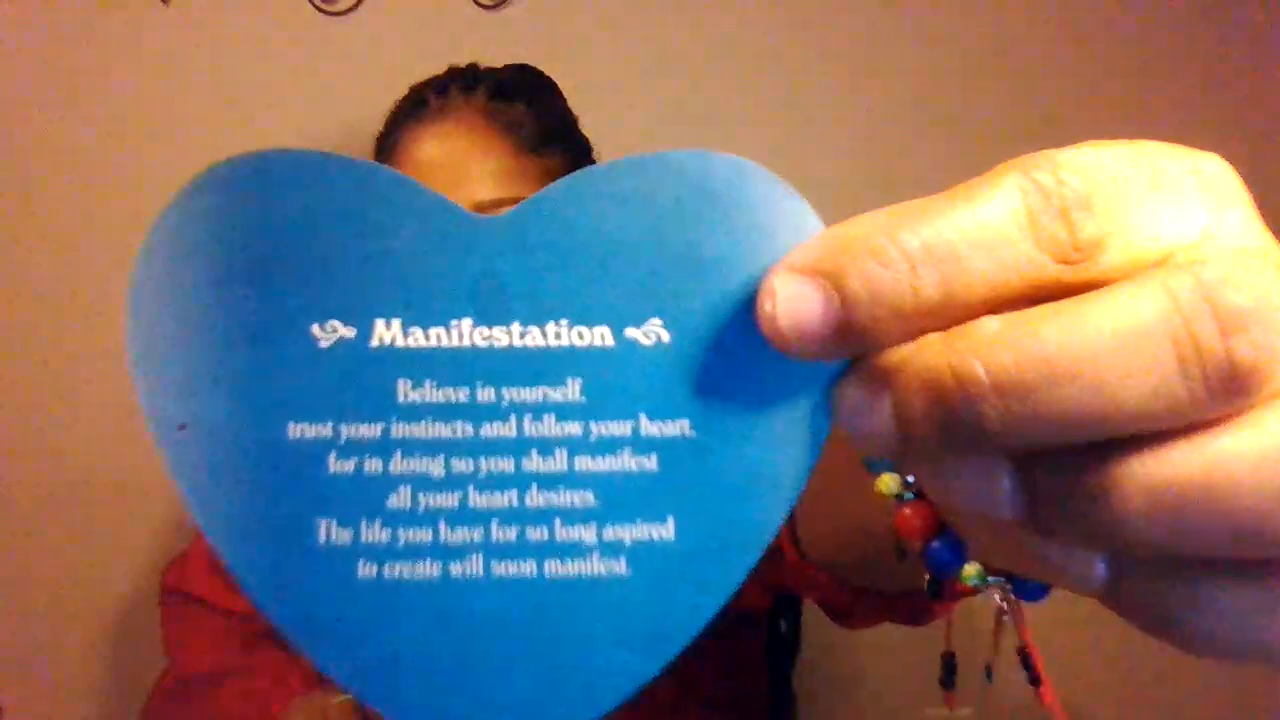 Manifestation
Believe in yourself,
trust your instincts and follow your heart,
for in doing so you shall manifest
all your heart desires.
The life you have for so long aspired
to create will soon manifest.